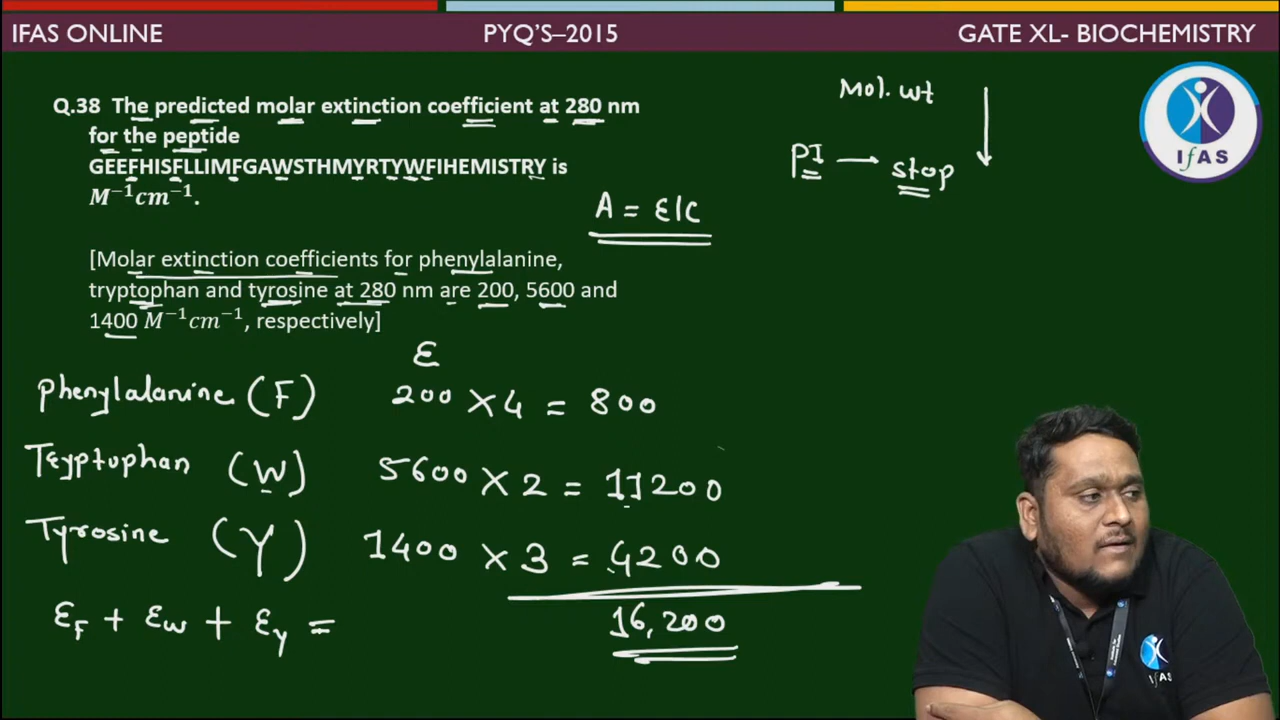 IFAS ONLINE
PYQ'S–2015
GATE XL- BIOCHEMISTRY
Q.38 The predicted molar extinction coefficient at 280 nm
for the peptide
GEEFHISFLLIMFGAWSTHMYRTYWFIHEMISTRY is
M⁻¹cm⁻¹.
[Molar extinction coefficients for phenylalanine,
tryptophan and tyrosine at 280 nm are 200, 5600 and
1400 M⁻¹cm⁻¹, respectively]
Mol. wt
PI → stop
A = εlc
IFAS
ε
Phenylalanine (F) 200 × 4 = 800
Teyptophan (W) 5600 × 2 = 11200
Tyrosine (Y) 1400 × 3 = 4200
εF + εW + εy = 16,200
IFAS